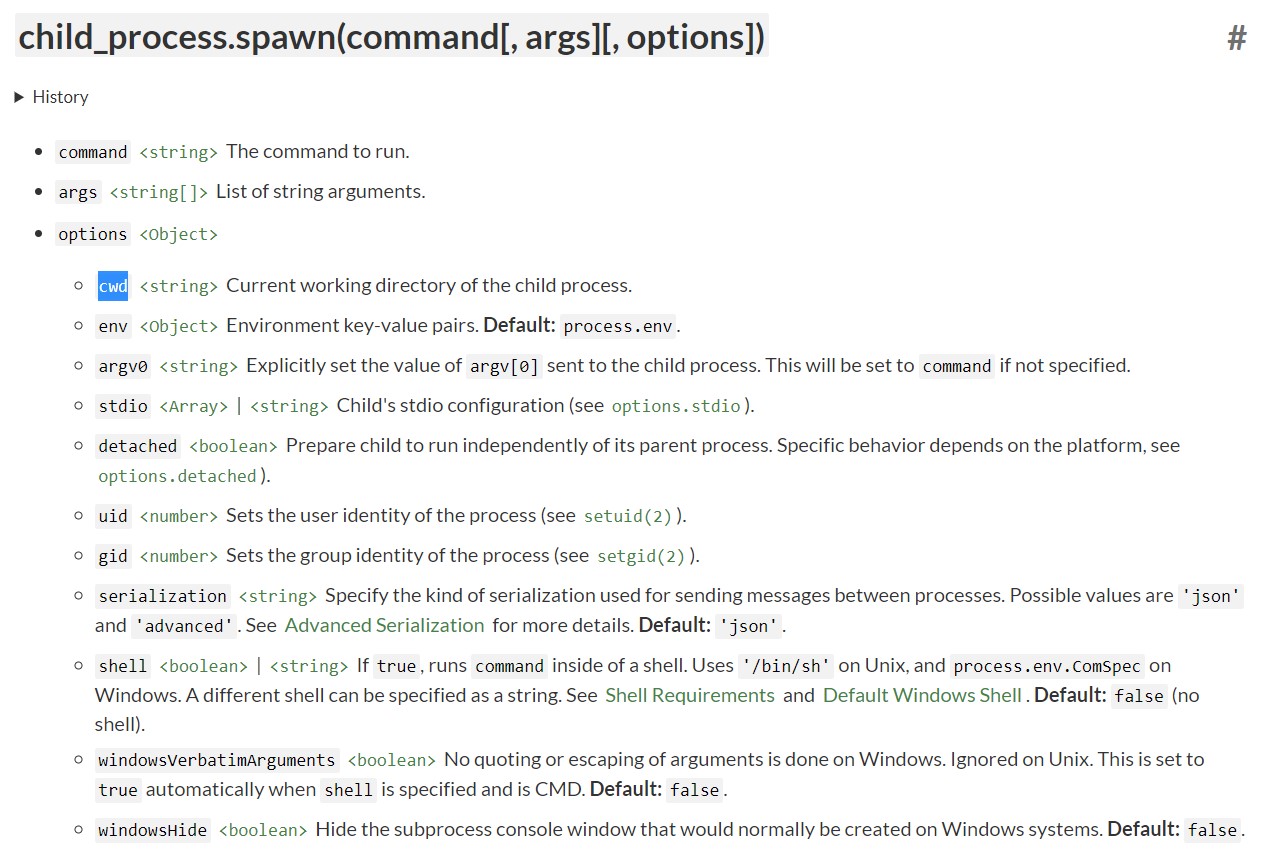 child_process.spawn(command[, args][, options])
#
▶ History
• command <string> The command to run.
• args <string[]> List of string arguments.
• options <Object>
◦ cwd <string> Current working directory of the child process.
◦ env <Object> Environment key-value pairs. Default: process.env.
◦ argv0 <string> Explicitly set the value of argv[0] sent to the child process. This will be set to command if not specified.
◦ stdio <Array> | <string> Child's stdio configuration (see options.stdio).
◦ detached <boolean> Prepare child to run independently of its parent process. Specific behavior depends on the platform, see
options.detached).
◦ uid <number> Sets the user identity of the process (see setuid(2)).
◦ gid <number> Sets the group identity of the process (see setgid(2)).
◦ serialization <string> Specify the kind of serialization used for sending messages between processes. Possible values are 'json'
and 'advanced'. See Advanced Serialization for more details. Default: 'json'.
◦ shell <boolean> | <string> If true, runs command inside of a shell. Uses '/bin/sh' on Unix, and process.env.ComSpec on
Windows. A different shell can be specified as a string. See Shell Requirements and Default Windows Shell. Default: false (no
shell).
◦ windowsVerbatimArguments <boolean> No quoting or escaping of arguments is done on Windows. Ignored on Unix. This is set to
true automatically when shell is specified and is CMD. Default: false.
◦ windowsHide <boolean> Hide the subprocess console window that would normally be created on Windows systems. Default: false.